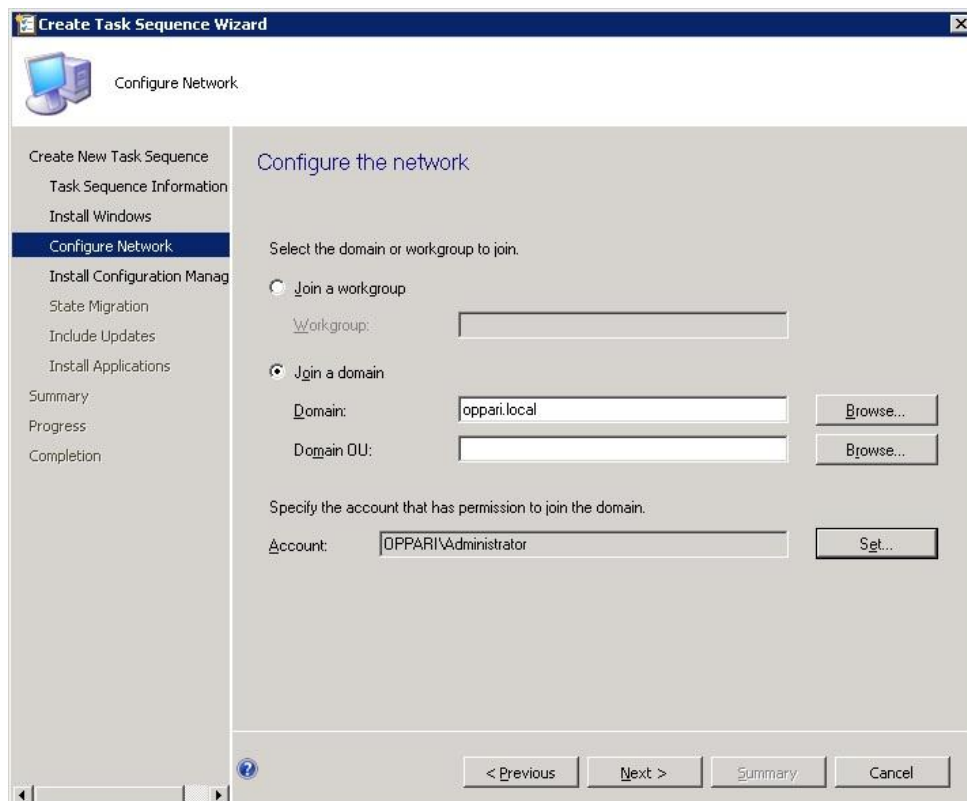 Create Task Sequence Wizard
Configure Network
Create New Task Sequence
Task Sequence Information
Install Windows
Configure Network
Install Configuration Manag
State Migration
Include Updates
Install Applications
Summary
Progress
Completion
Configure the network
Select the domain or workgroup to join.
Join a workgroup
Workgroup:
Join a domain
Domain: oppari.local Browse...
Domain OU: Browse...
Specify the account that has permission to join the domain.
Account: OPPARI\Administrator Set...
< Previous Next > Summary Cancel